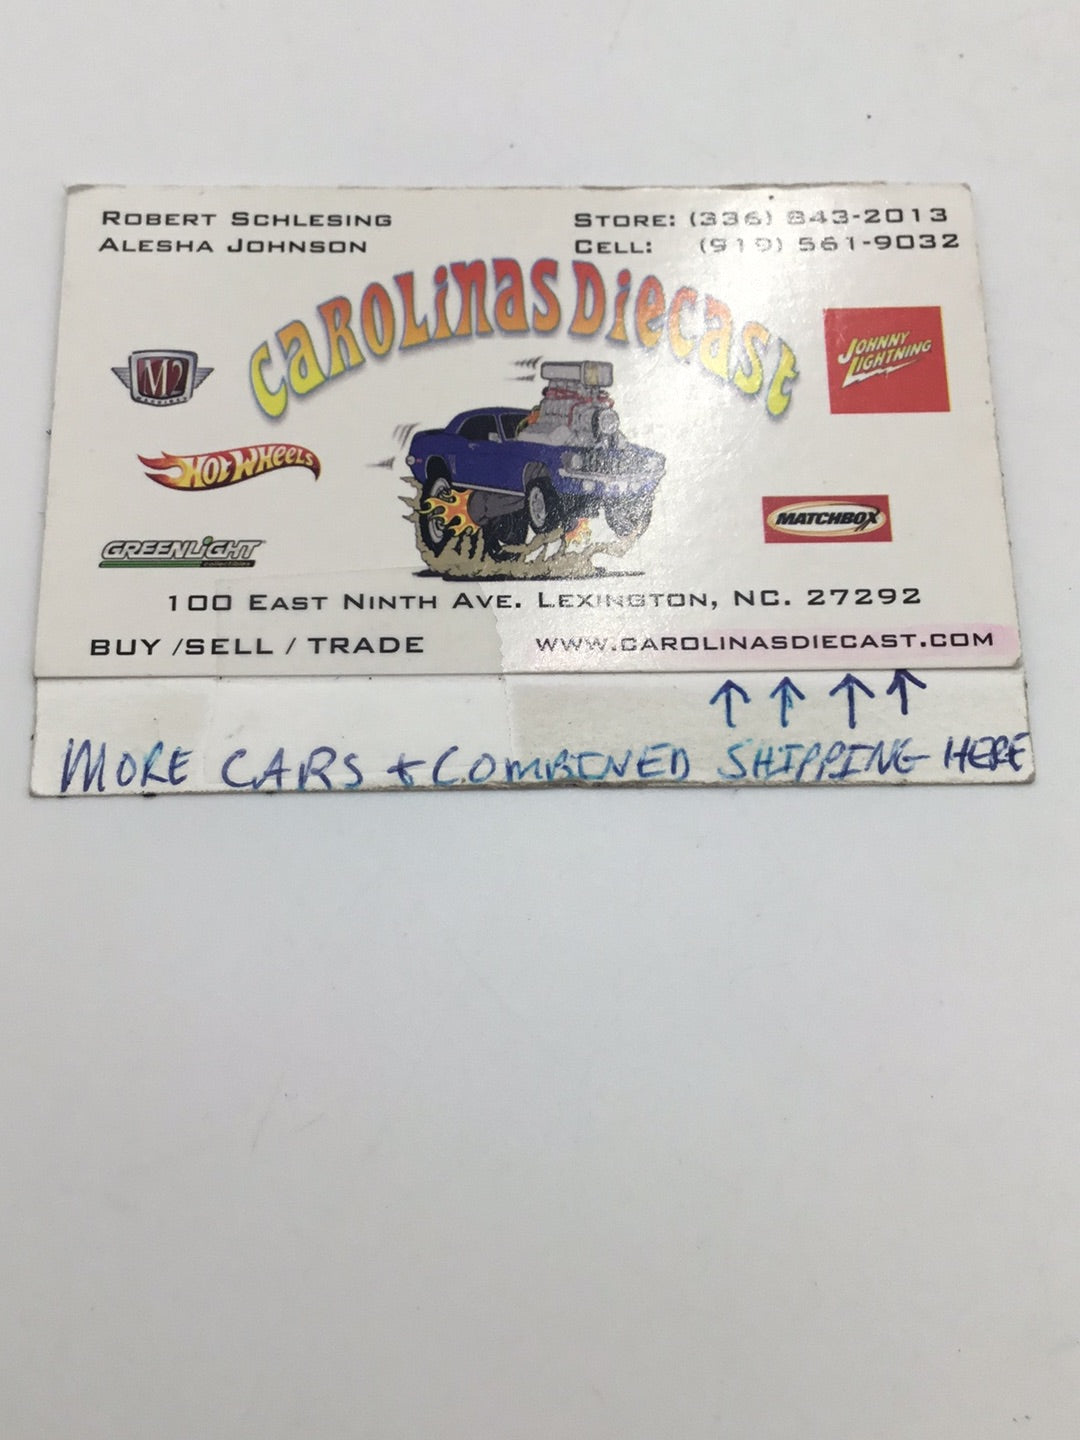 ROBERT SCHLESING
ALESHA JOHNSON
STORE: (336) 843-2013
CELL: (919) 561-9032
CAROLINAS DIECAST
M2
JOHNNY LIGHTNING
HOT WHEELS
MATCHBOX
GREENLIGHT
collectibles
100 EAST NINTH AVE. LEXINGTON, NC. 27292
BUY /SELL / TRADE
WWW.CAROLINASDIECAST.COM
MORE CARS + COMBINED SHIPPING HERE